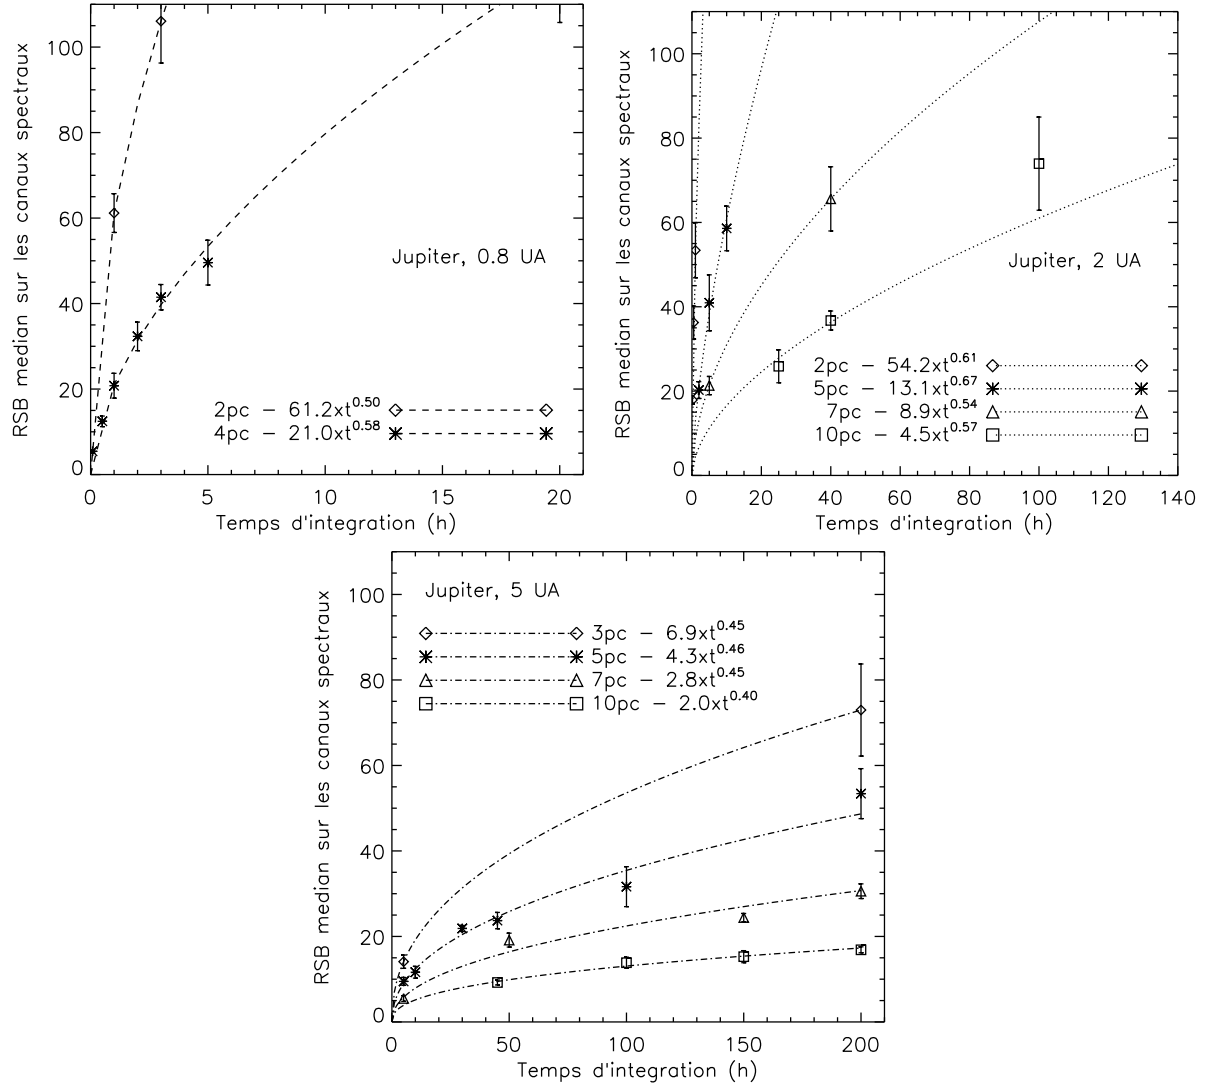 RSB median sur les canaux spectraux
100
80
60
40
20
0
Jupiter, 0.8 UA
2pc − 61.2xt^0.50
4pc − 21.0xt^0.58
0 5 10 15 20
Temps d'integration (h)
RSB median sur les canaux spectraux
100
80
60
40
20
0
Jupiter, 2 UA
2pc − 54.2xt^0.61
5pc − 13.1xt^0.67
7pc − 8.9xt^0.54
10pc − 4.5xt^0.57
0 20 40 60 80 100 120 140
Temps d'integration (h)
RSB median sur les canaux spectraux
100
80
60
40
20
0
Jupiter, 5 UA
3pc − 6.9xt^0.45
5pc − 4.3xt^0.46
7pc − 2.8xt^0.45
10pc − 2.0xt^0.40
0 50 100 150 200
Temps d'integration (h)